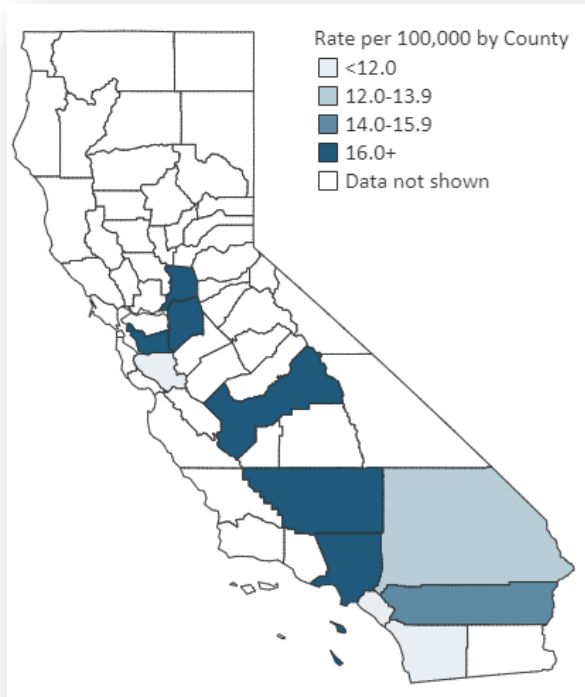 Rate per 100,000 by County
<12.0
12.0-13.9
14.0-15.9
16.0+
Data not shown